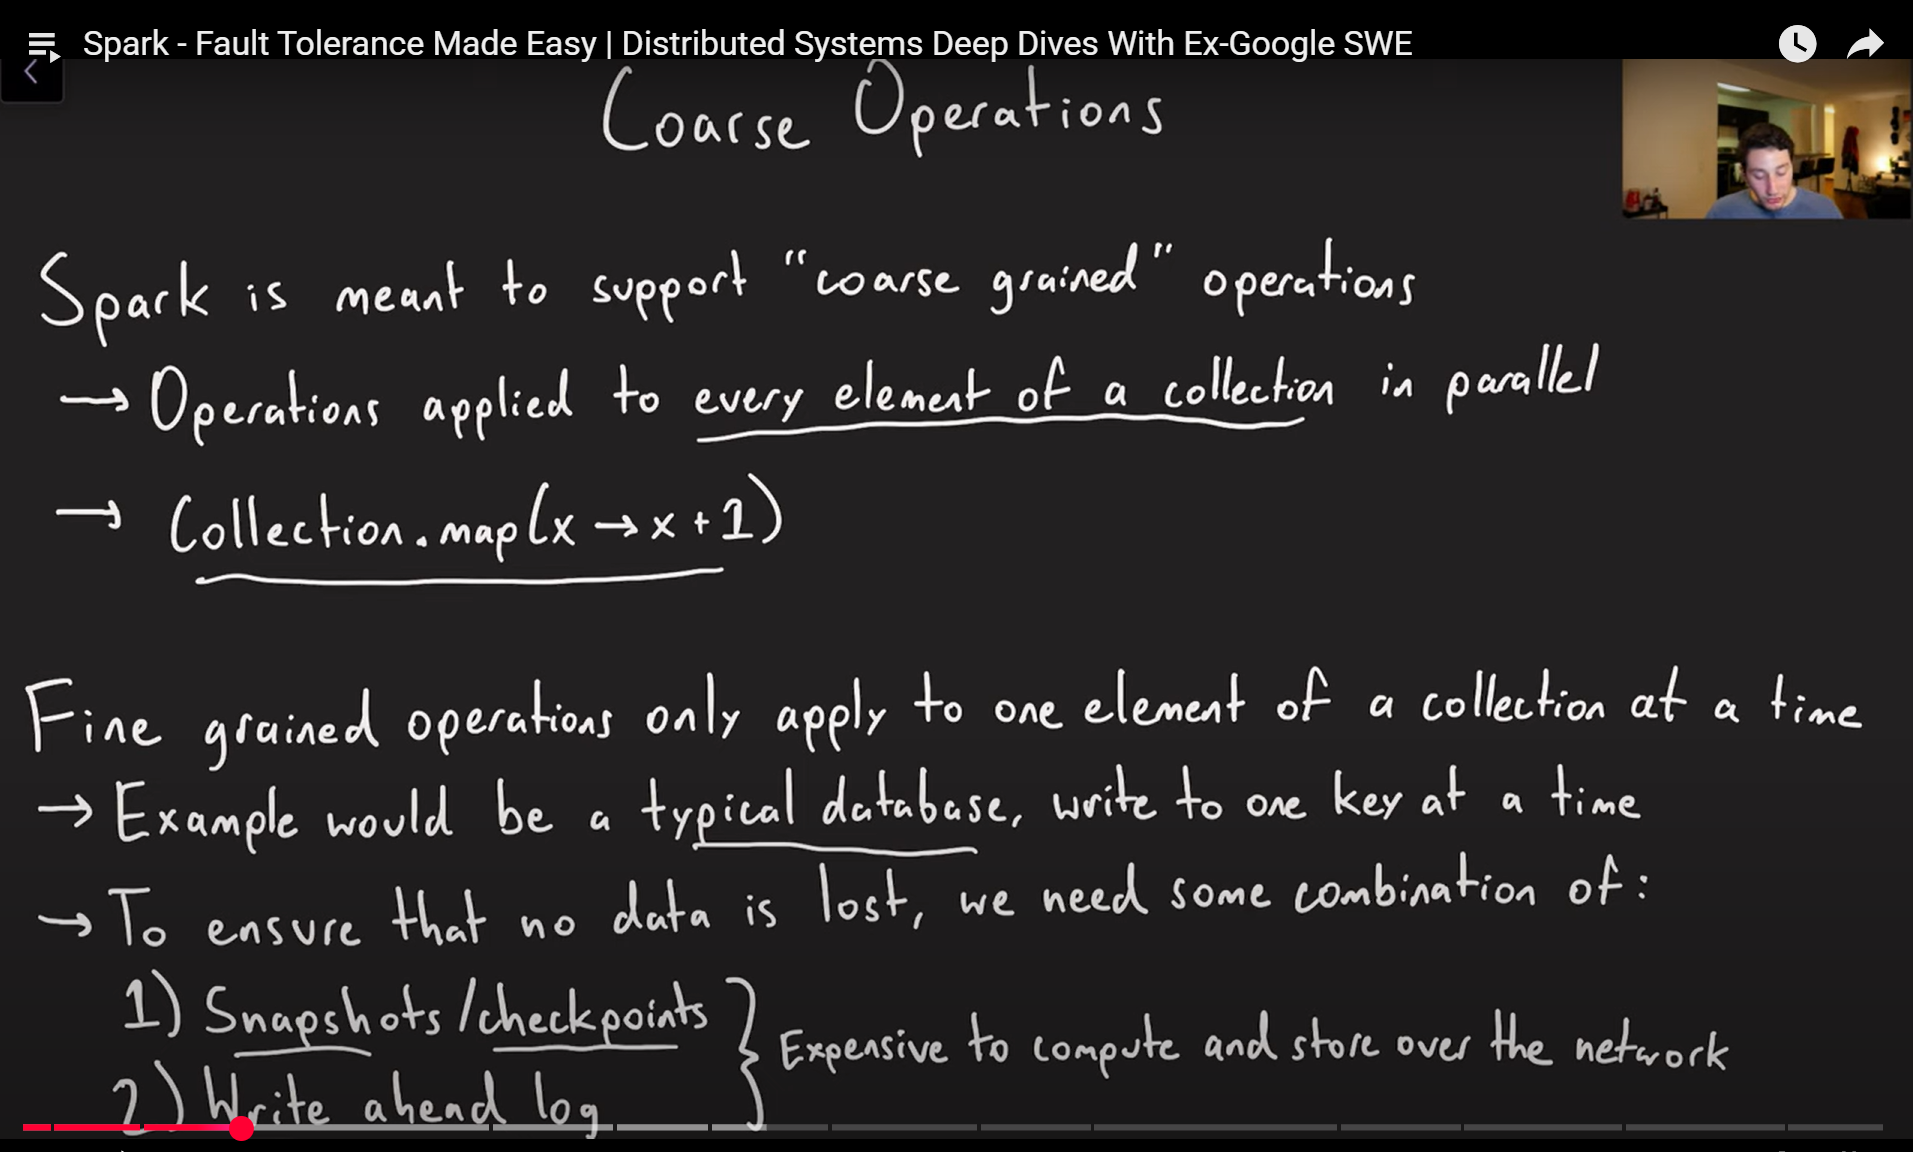 Spark - Fault Tolerance Made Easy | Distributed Systems Deep Dives With Ex-Google SWE
Coarse Operations
Spark is meant to support "coarse grained" operations
→ Operations applied to every element of a collection in parallel
→ Collection.map(x → x + 1)
Fine grained operations only apply to one element of a collection at a time
→ Example would be a typical database, write to one key at a time
→ To ensure that no data is lost, we need some combination of:
1) Snapshots/checkpoints
} Expensive to compute and store over the network
2) Write ahead log